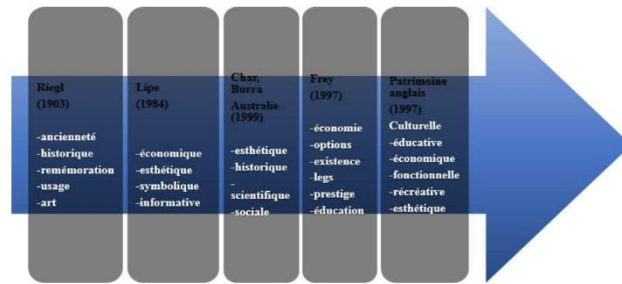 Riegl
(1903)
-ancienneté
-historique
-remémoration
-usage
-art
Lipe
(1984)
-économique
-esthétique
-symbolique
-informative
Char,
Burra
Australie
(1999)
-esthétique
-historique
-
scientifique
-sociale
Frey
(1997)
-économie
-options
-existence
-legs
-prestige
-éducation
Patrimoine
anglais
(1997)
Culturelle
-éducative
-économique
-fonctionnelle
-récréative
-esthétique